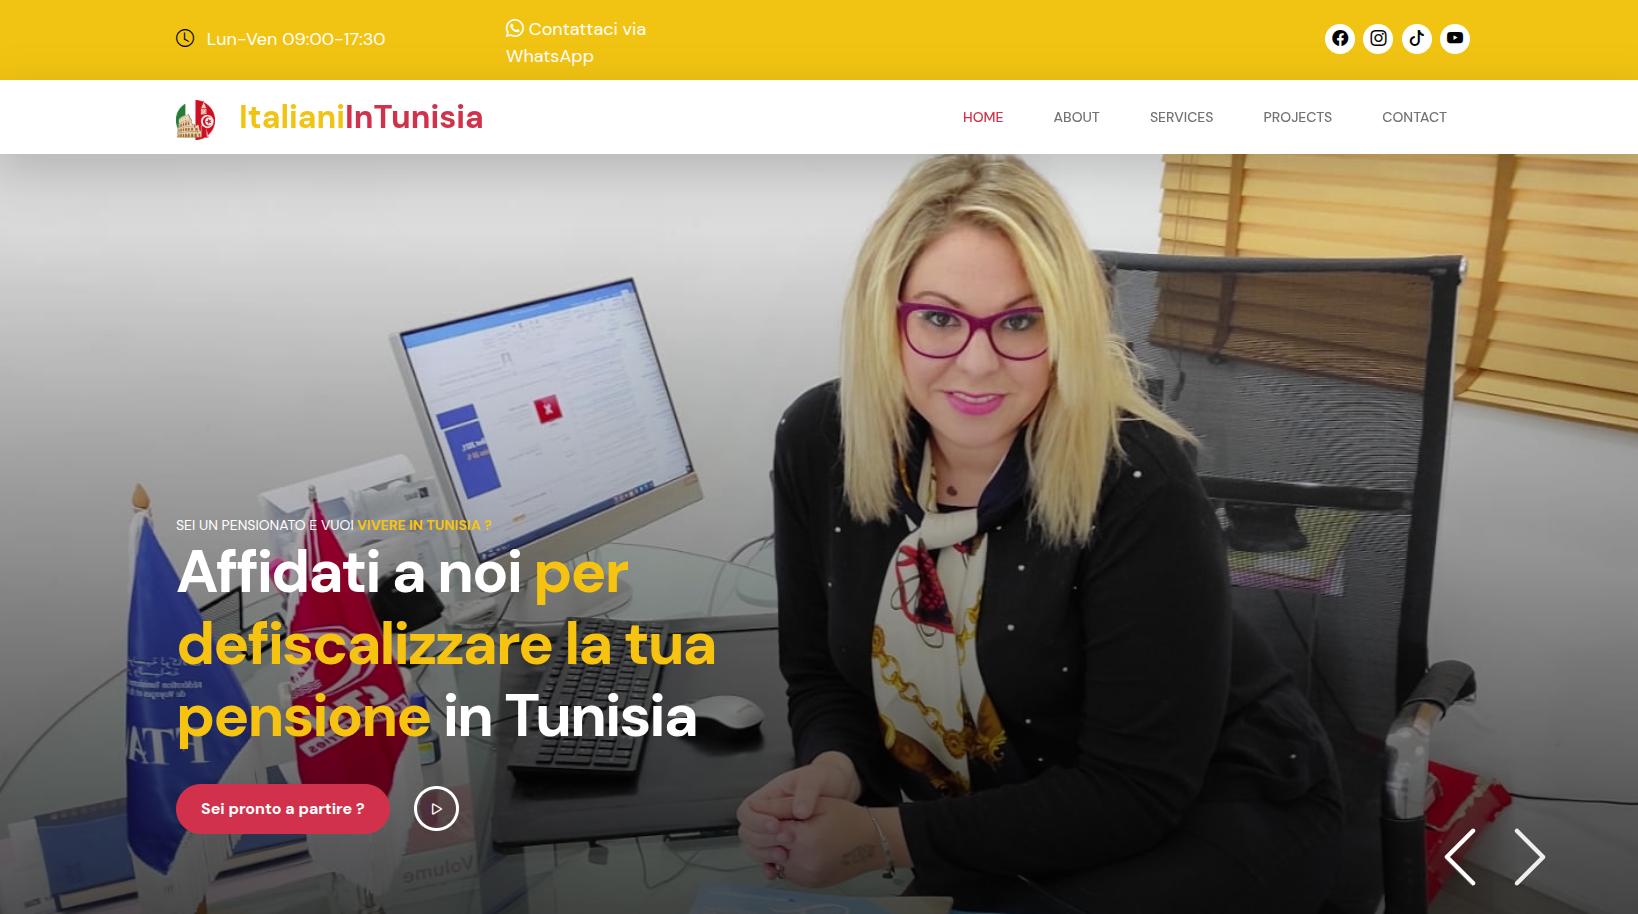 Lun-Ven 09:00-17:30
Contattaci via
WhatsApp
ItalianiInTunisia
HOME
ABOUT
SERVICES
PROJECTS
CONTACT
SEI UN PENSIONATO E VUOI VIVERE IN TUNISIA ?
Affidati a noi per
defiscalizzare la tua
pensione in Tunisia
Sei pronto a partire ?
Volume